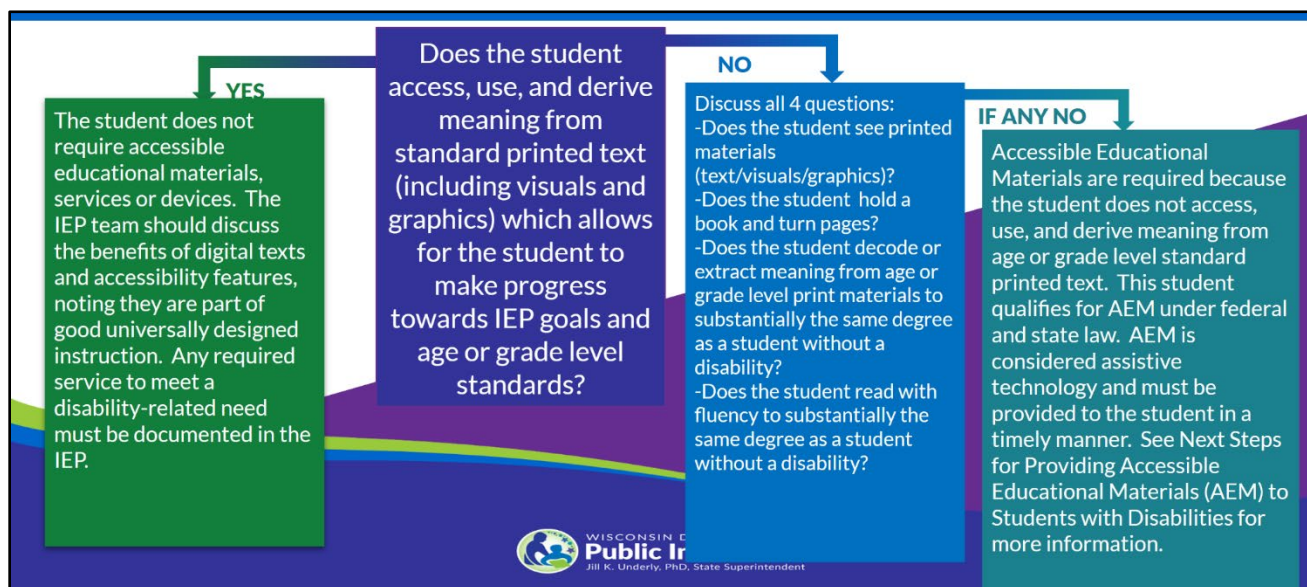 Does the student
access, use, and derive
meaning from
standard printed text
(including visuals and
graphics) which allows
for the student to
make progress
towards IEP goals and
age or grade level
standards?
YES
The student does not
require accessible
educational materials,
services or devices.  The
IEP team should discuss
the benefits of digital texts
and accessibility features,
noting they are part of
good universally designed
instruction.  Any required
service to meet a
disability-related need
must be documented in the
IEP.
NO
Discuss all 4 questions:
-Does the student see printed
materials
(text/visuals/graphics)?
-Does the student  hold a
book and turn pages?
-Does the student decode or
extract meaning from age or
grade level print materials to
substantially the same degree
as a student without a
disability?
-Does the student read with
fluency to substantially the
same degree as a student
without a disability?
IF ANY NO
Accessible Educational
Materials are required because
the student does not access,
use, and derive meaning from
age or grade level standard
printed text.  This student
qualifies for AEM under federal
and state law.  AEM is
considered assistive
technology and must be
provided to the student in a
timely manner.  See Next Steps
for Providing Accessible
Educational Materials (AEM) to
Students with Disabilities for
more information.
WISCONSIN
Public
Jill K. Underly, PhD, State Superintendent